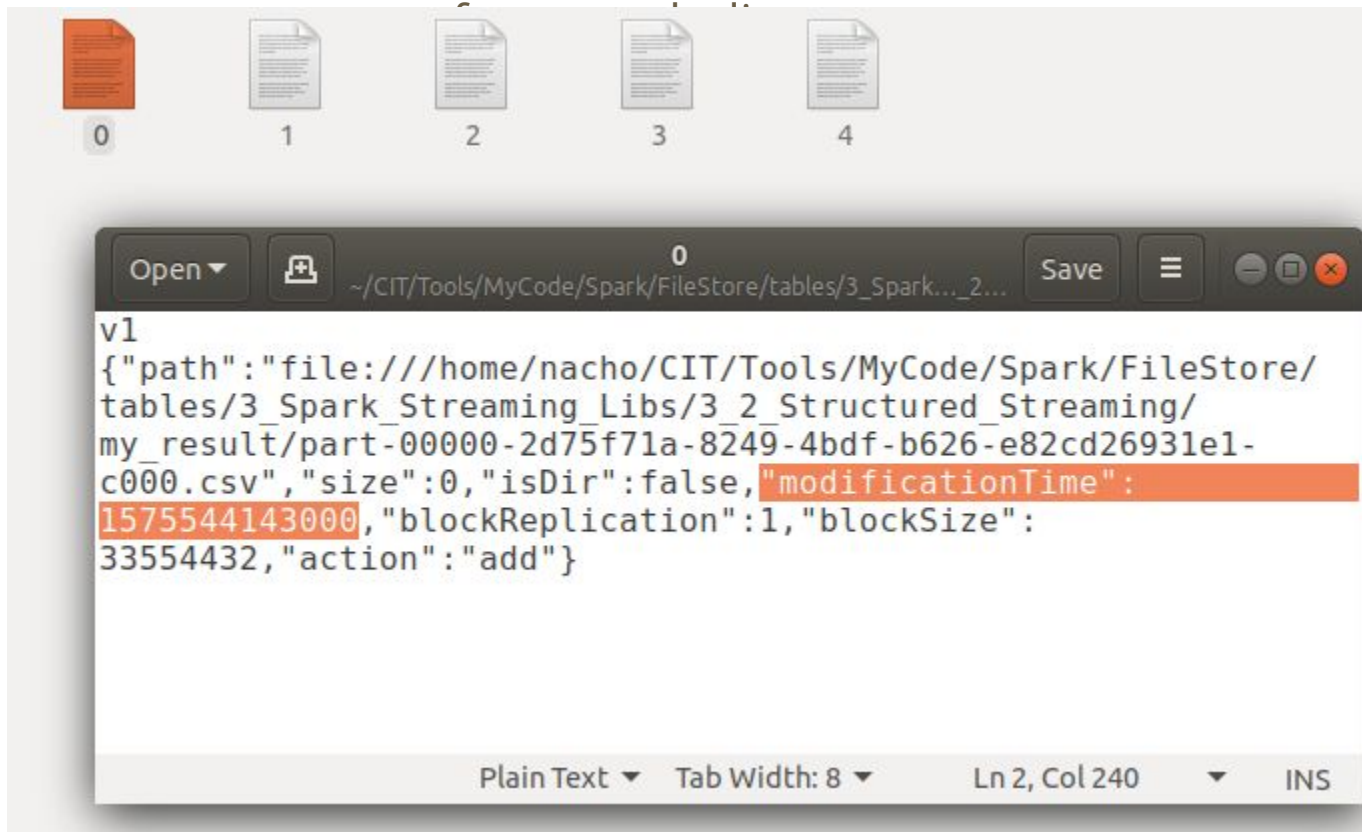 0 1 2 3 4
Open
0
~/CIT/Tools/MyCode/Spark/FileStore/tables/3_Spark..._2...
Save
v1
{"path":"file:///home/nacho/CIT/Tools/MyCode/Spark/FileStore/
tables/3_Spark_Streaming_Libs/3_2_Structured_Streaming/
my_result/part-00000-2d75f71a-8249-4bdf-b626-e82cd26931e1-
c000.csv","size":0,"isDir":false,"modificationTime":
1575544143000,"blockReplication":1,"blockSize":
33554432,"action":"add"}
Plain Text Tab Width: 8 Ln 2, Col 240 INS